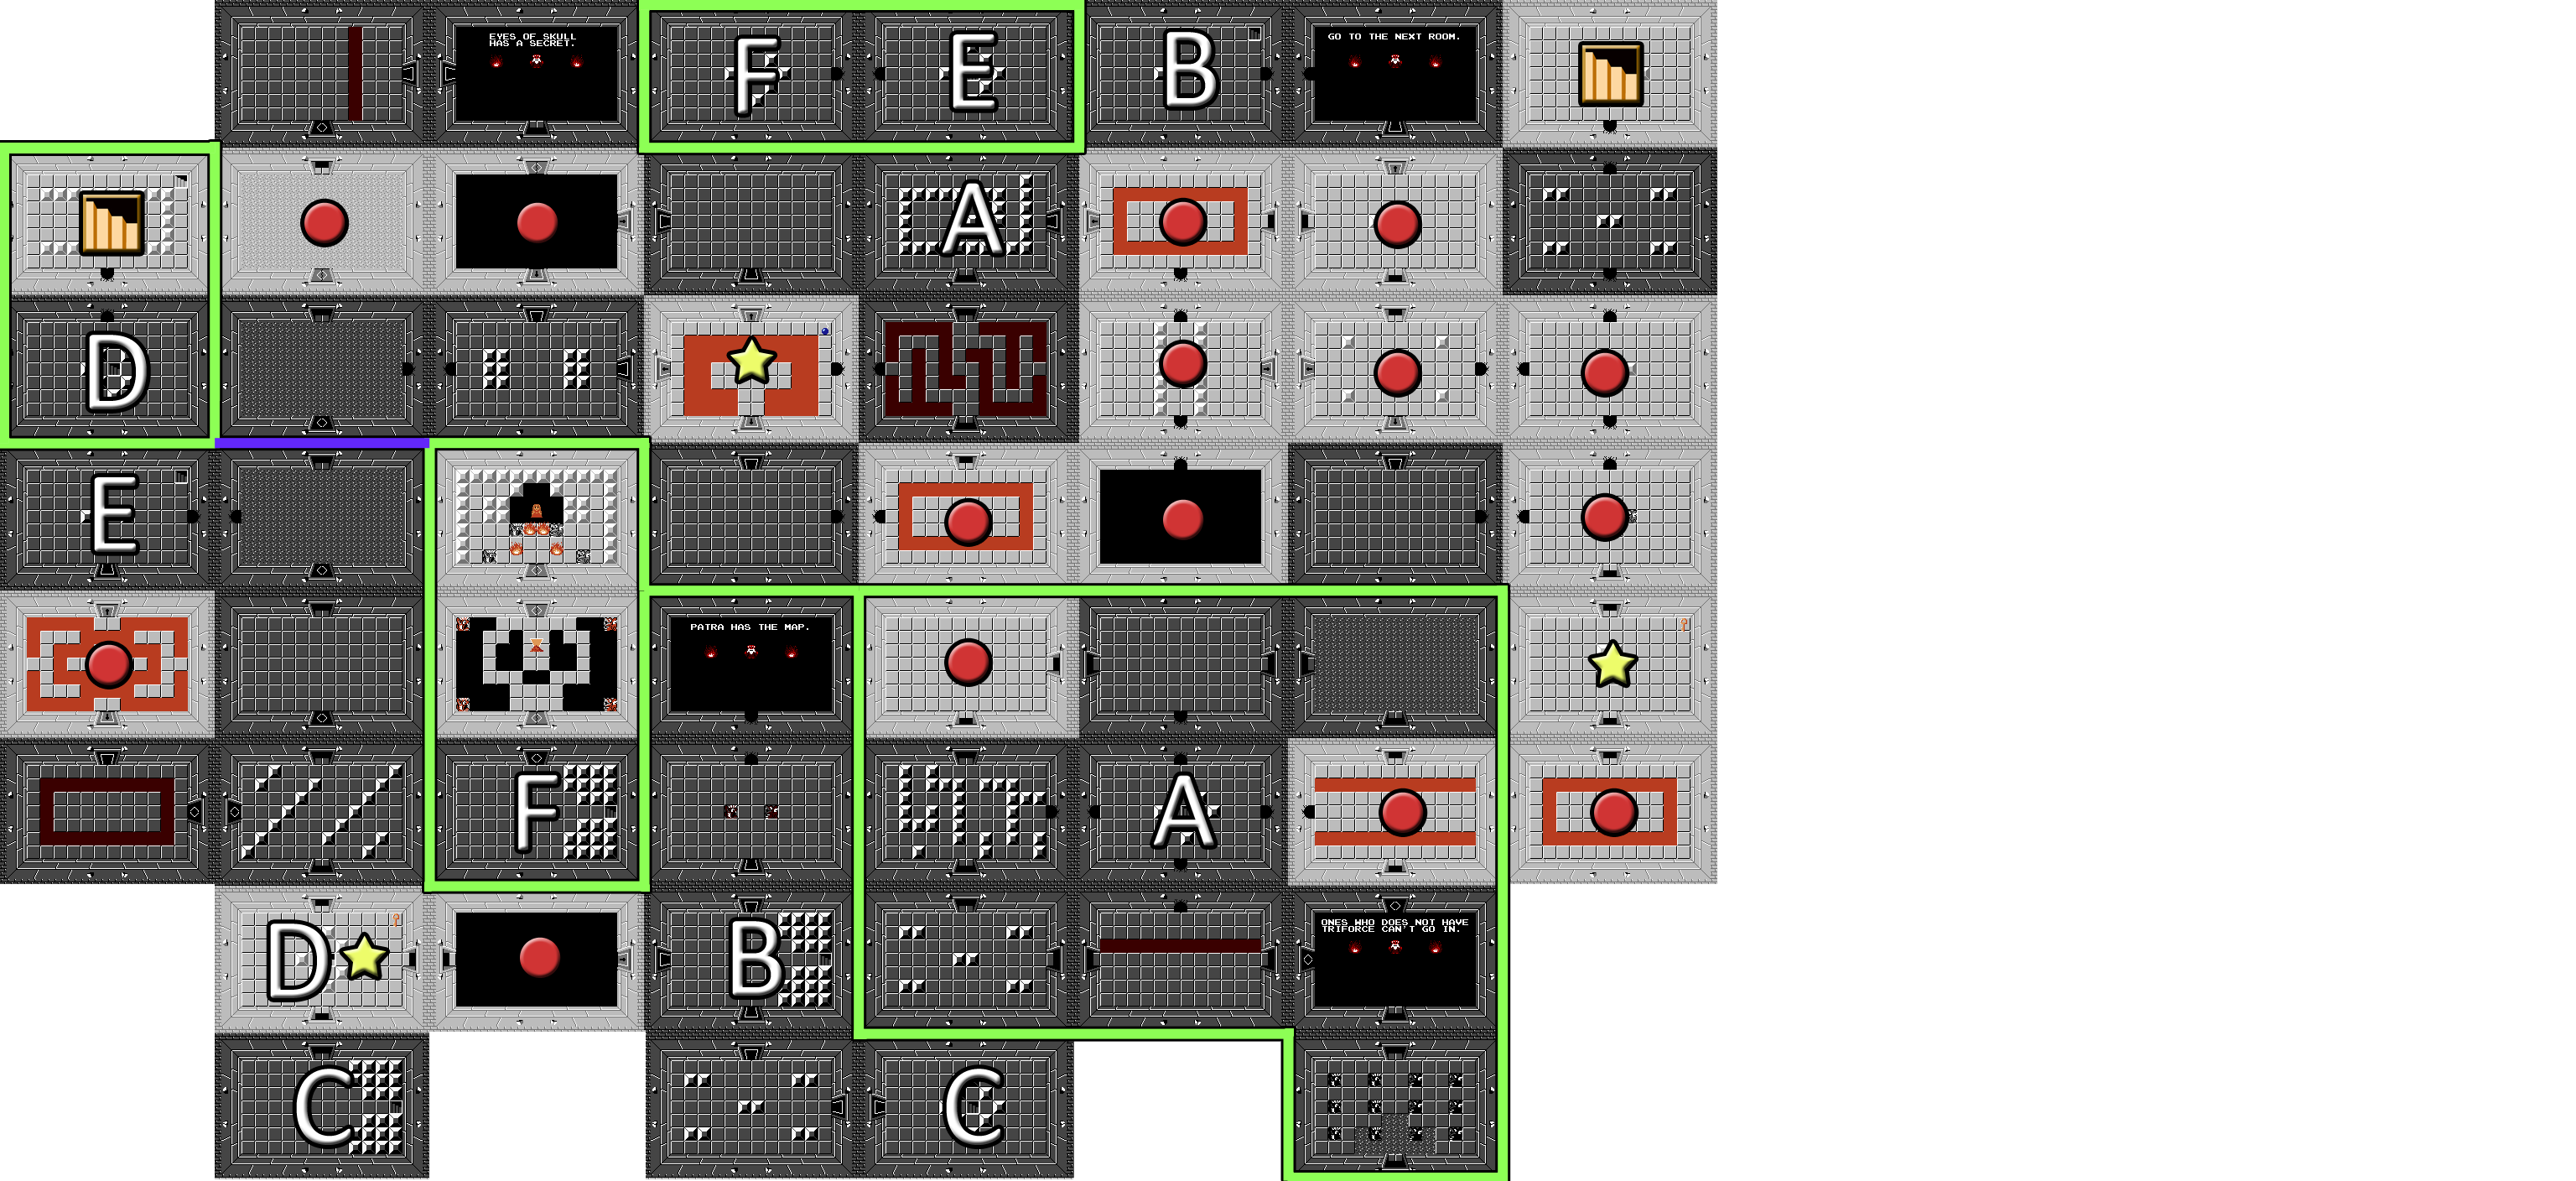 EYES OF SKULL
HAS A SECRET.
F
E
B
GO TO THE NEXT ROOM.
A
D
E
PATRA HAS THE MAP.
F
A
D
B
ONES WHO DOES NOT HAVE
TRIFORCE CAN'T GO IN.
C
C